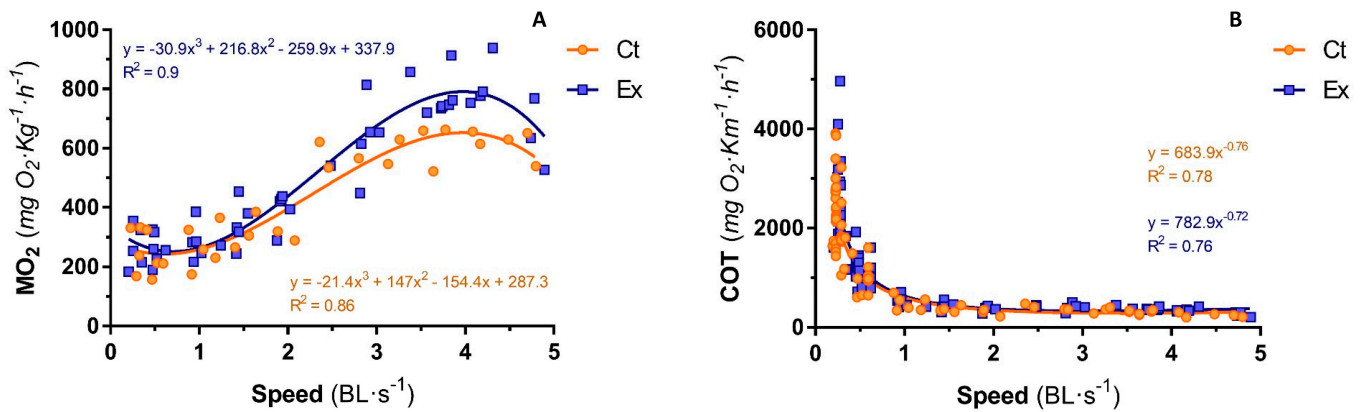 A
y = -30.9x³ + 216.8x² - 259.9x + 337.9
R² = 0.9
Ct
Ex
y = -21.4x³ + 147x² - 154.4x + 287.3
R² = 0.86
MO₂ (mg O₂·Kg⁻¹·h⁻¹)
1000
800
600
400
200
0
0 1 2 3 4 5
Speed (BL·s⁻¹)
B
Ct
Ex
y = 683.9x⁻⁰·⁷⁶
R² = 0.78
y = 782.9x⁻⁰·⁷²
R² = 0.76
COT (mg O₂·Km⁻¹·h⁻¹)
6000
4000
2000
0
0 1 2 3 4 5
Speed (BL·s⁻¹)